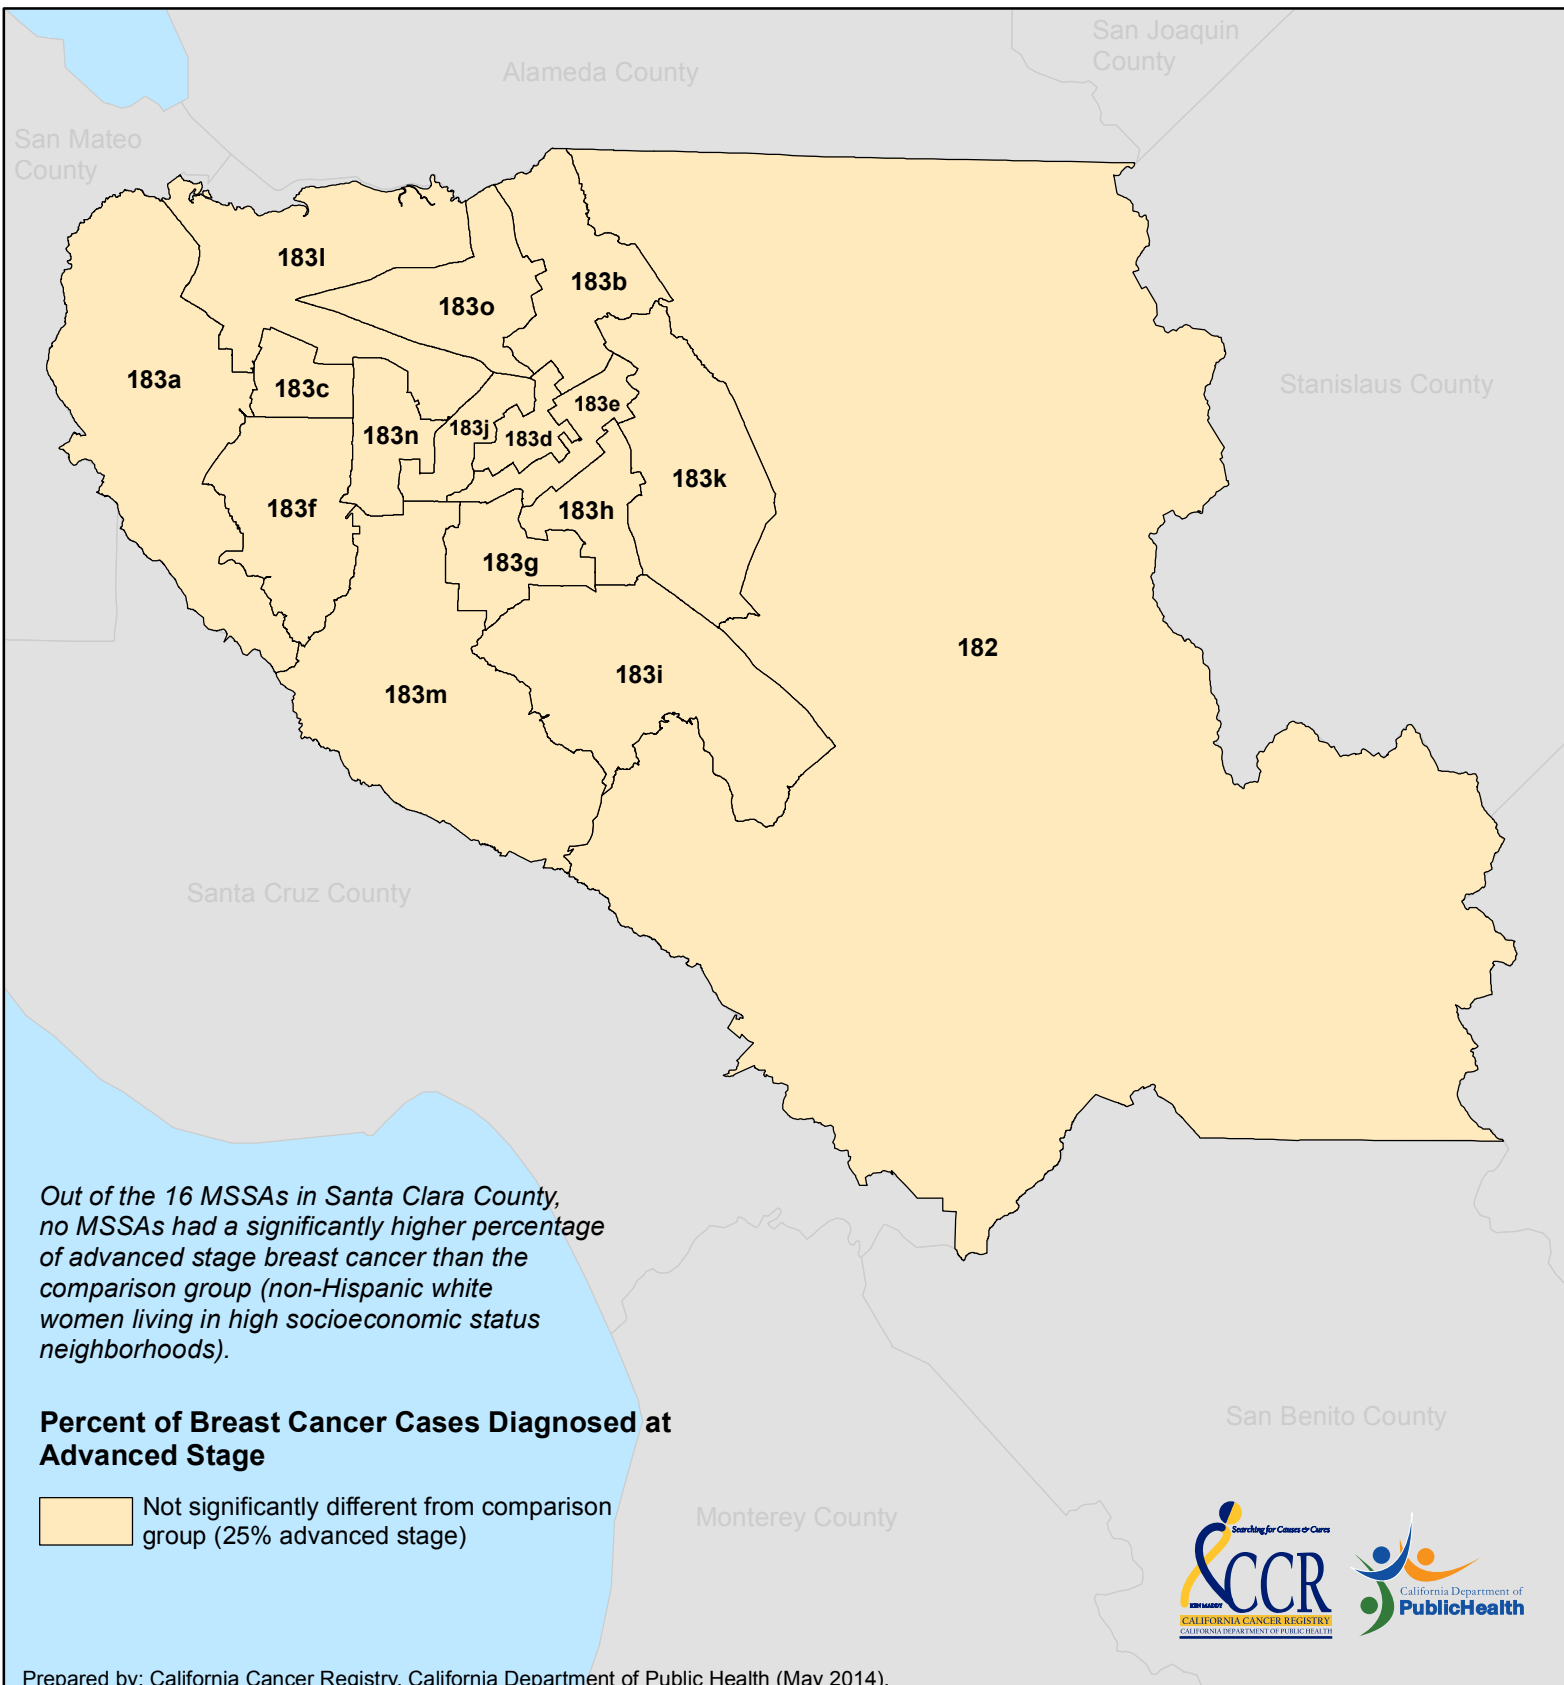 San Joaquin
County
Alameda County
San Mateo
County
183l
183b
183o
183a
183c
Stanislaus County
183e
183j
183n
183d
183k
183f
183h
183g
182
183i
183m
Santa Cruz County
Out of the 16 MSSAs in Santa Clara County,
no MSSAs had a significantly higher percentage
of advanced stage breast cancer than the
comparison group (non-Hispanic white
women living in high socioeconomic status
neighborhoods).
Percent of Breast Cancer Cases Diagnosed at
Advanced Stage
Not significantly different from comparison
group (25% advanced stage)
San Benito County
Monterey County
Searching for Causes & Cures
KEN MADDY
CCR
CALIFORNIA CANCER REGISTRY
CALIFORNIA DEPARTMENT OF PUBLIC HEALTH
California Department of
PublicHealth
Prepared by: California Cancer Registry, California Department of Public Health (May 2014).